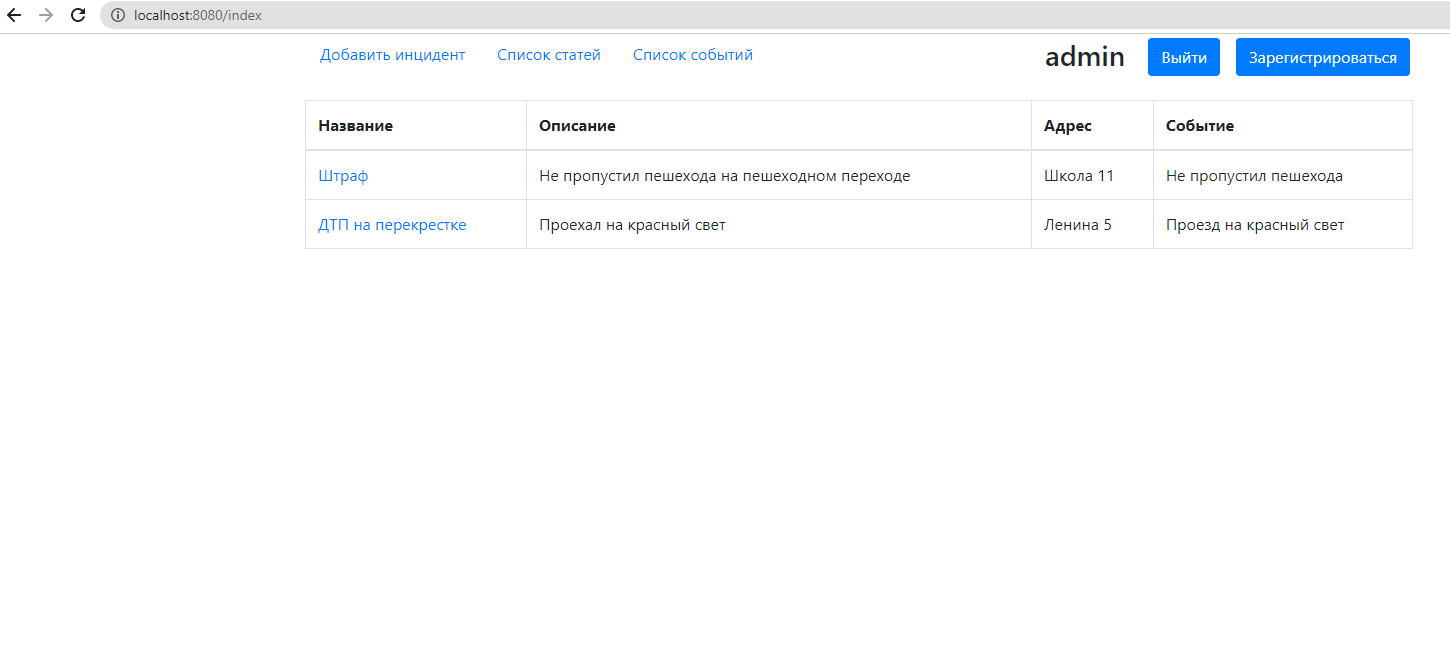 localhost:8080/index
Добавить инцидент Список статей Список событий admin Выйти Зарегистрироваться
Название Описание Адрес Событие
Штраф Не пропустил пешехода на пешеходном переходе Школа 11 Не пропустил пешехода
ДТП на перекрестке Проехал на красный свет Ленина 5 Проезд на красный свет